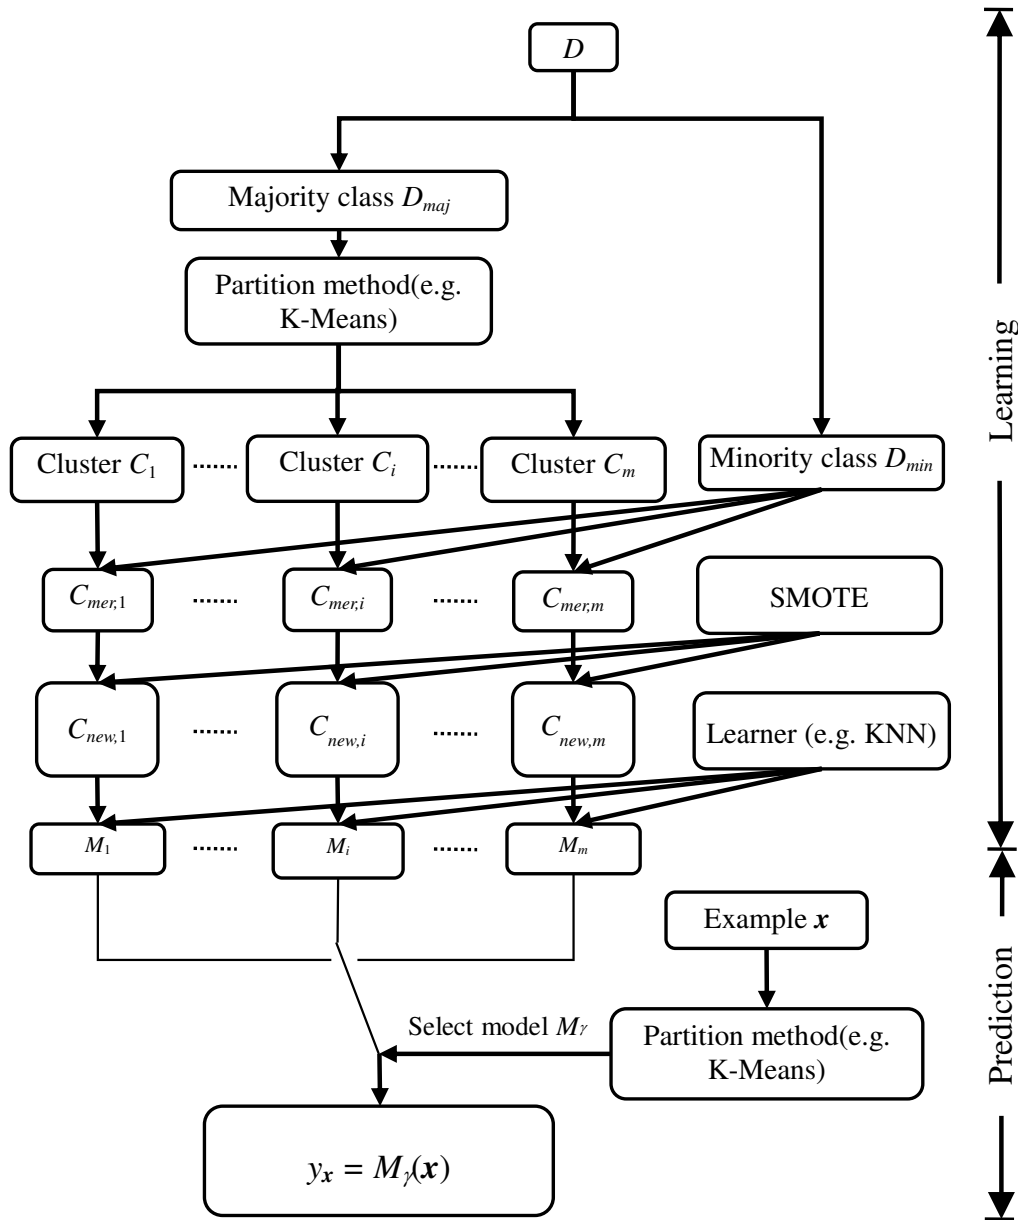 D
Majority class D_maj
Partition method(e.g.
K-Means)
Cluster C_1
........
Cluster C_i
........
Cluster C_m
Minority class D_min
C_mer,1
........
C_mer,i
........
C_mer,m
SMOTE
C_new,1
........
C_new,i
........
C_new,m
Learner (e.g. KNN)
M_1
........
M_i
........
M_m
Learning
Example x
Select model M_γ
Partition method(e.g.
K-Means)
y_x = M_γ(x)
Prediction